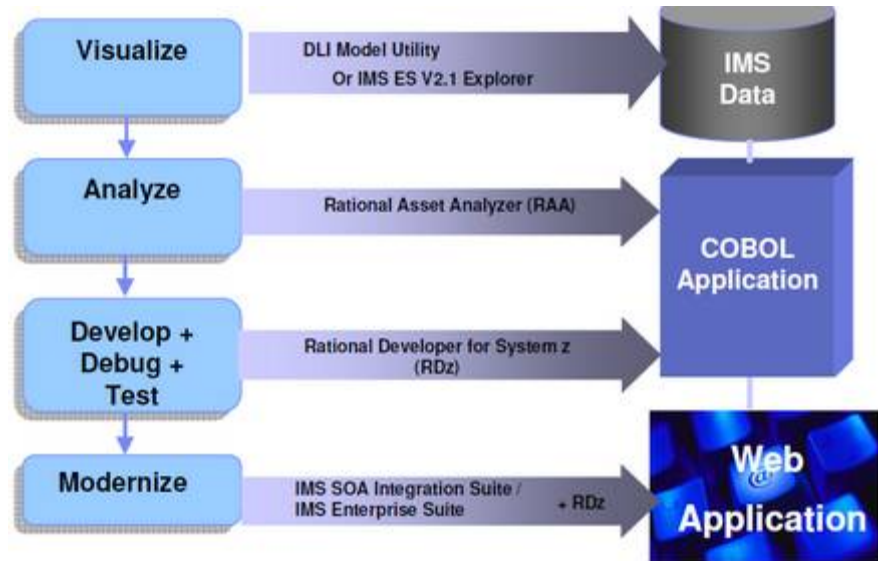 Visualize
DLI Model Utility
Or IMS ES V2.1 Explorer
IMS
Data
Analyze
Rational Asset Analyzer (RAA)
COBOL
Application
Develop +
Debug +
Test
Rational Developer for System z
(RDz)
Modernize
IMS SOA Integration Suite /
IMS Enterprise Suite
+ RDz
Web
@
Application